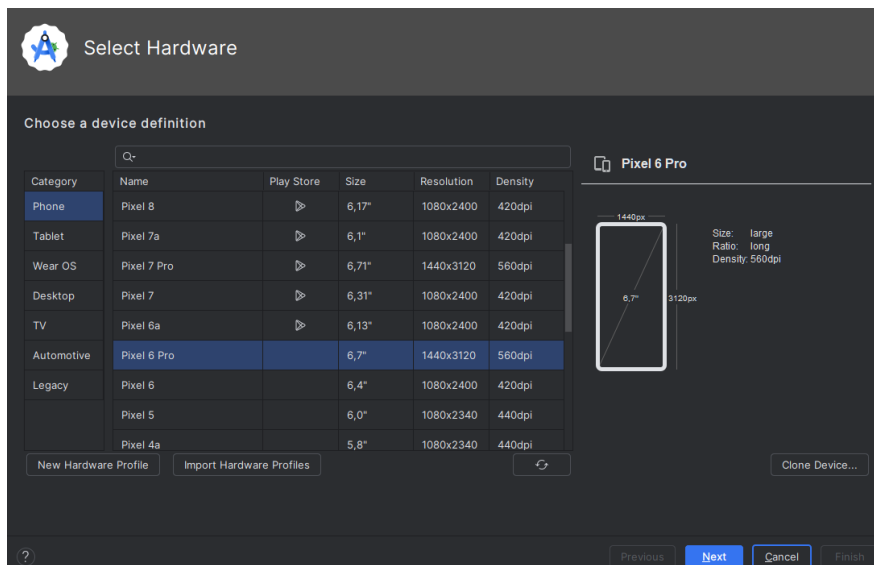 Select Hardware
Choose a device definition
Category Name Play Store Size Resolution Density
Phone Pixel 8 6,17" 1080x2400 420dpi
Tablet Pixel 7a 6,1" 1080x2400 420dpi
Wear OS Pixel 7 Pro 6,71" 1440x3120 560dpi
Desktop Pixel 7 6,31" 1080x2400 420dpi
TV Pixel 6a 6,13" 1080x2400 420dpi
Automotive Pixel 6 Pro 6,7" 1440x3120 560dpi
Legacy Pixel 6 6,4" 1080x2400 420dpi
Pixel 5 6,0" 1080x2340 440dpi
Pixel 4a 5,8" 1080x2340 440dpi
New Hardware Profile Import Hardware Profiles
Pixel 6 Pro
1440px
6,7" 3120px
Size: large
Ratio: long
Density: 560dpi
Clone Device...
? Previous Next Cancel Finish